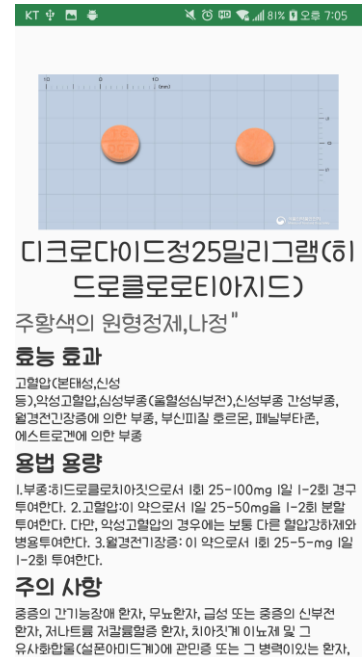 KT 81% 오후 7:05
10 0 10
디크로다이드정25밀리그램(히
드로클로로티아지드)
주황색의 원형정제,나정"
효능 효과
고혈압(본태성,신성
등),악성고혈압,심성부종(울혈성심부전),신성부종 간성부종,
월경전긴장증에 의한 부종, 부신피질 호르몬, 페닐부타존,
에스트로겐에 의한 부종
용법 용량
1.부종:히드로클로치아짓으로서 1회 25-100mg 1일 1-2회 경구
투여한다. 2.고혈압:이 약으로서 1일 25-50mg을 1-2회 분할
투여한다. 다만, 악성고혈압의 경우에는 보통 다른 혈압강하제와
병용투여한다. 3.월경전기장증: 이 약으로서 1회 25-5-mg 1일
1-2회 투여한다.
주의 사항
중증의 간기능장애 환자, 무뇨환자, 급성 또는 중증의 신부전
환자, 저나트륨 저칼륨혈증 환자, 치아짓계 이뇨제 및 그
유사화합물(설폰아미드계)에 관민증 또는 그 병력이있는 환자,